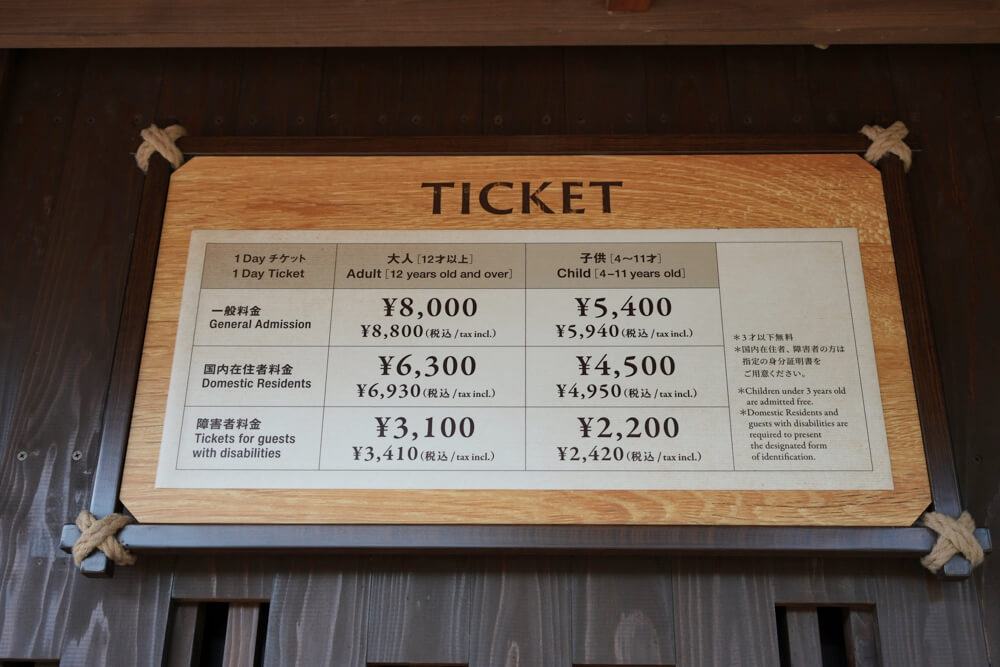 TICKET
1 Day チケット
1 Day Ticket
大人 [12才以上]
Adult [12 years old and over]
子供 [4～11才]
Child [4–11 years old]
一般料金
General Admission
¥8,000
¥8,800(税込/tax incl.)
¥5,400
¥5,940(税込/tax incl.)
国内在住者料金
Domestic Residents
¥6,300
¥6,930(税込/tax incl.)
¥4,500
¥4,950(税込/tax incl.)
障害者料金
Tickets for guests
with disabilities
¥3,100
¥3,410(税込/tax incl.)
¥2,200
¥2,420(税込/tax incl.)
*3才以下無料
*国内在住者、障害者の方は
指定の身分証明書を
ご用意ください。
*Children under 3 years old
are admitted free.
*Domestic Residents and
guests with disabilities are
required to present
the designated form
of identification.